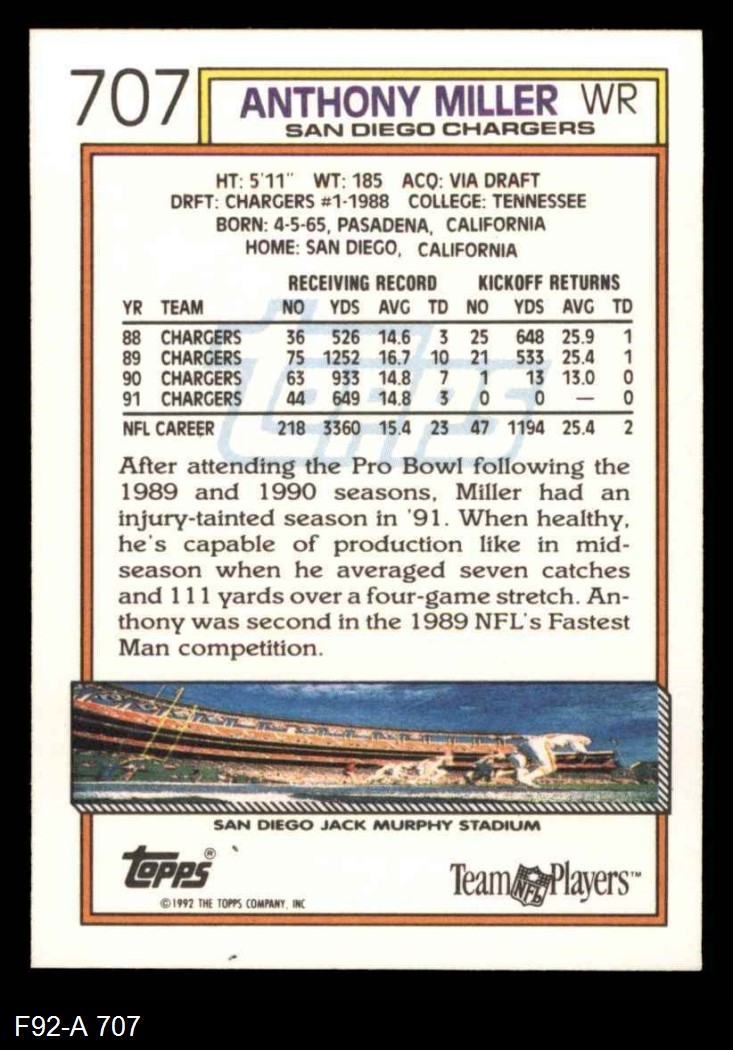 707
ANTHONY MILLER WR
SAN DIEGO CHARGERS
HT: 5'11" WT: 185 ACQ: VIA DRAFT
DRFT: CHARGERS #1-1988 COLLEGE: TENNESSEE
BORN: 4-5-65, PASADENA, CALIFORNIA
HOME: SAN DIEGO, CALIFORNIA
RECEIVING RECORD KICKOFF RETURNS
YR TEAM NO YDS AVG TD NO YDS AVG TD
88 CHARGERS 36 526 14.6 3 25 648 25.9 1
89 CHARGERS 75 1252 16.7 10 21 533 25.4 1
90 CHARGERS 63 933 14.8 7 1 13 13.0 0
91 CHARGERS 44 649 14.8 3 0 0 — 0
NFL CAREER 218 3360 15.4 23 47 1194 25.4 2
topps
After attending the Pro Bowl following the
1989 and 1990 seasons, Miller had an
injury-tainted season in '91. When healthy,
he's capable of production like in mid-
season when he averaged seven catches
and 111 yards over a four-game stretch. An-
thony was second in the 1989 NFL's Fastest
Man competition.
SAN DIEGO JACK MURPHY STADIUM
topps®
©1992 THE TOPPS COMPANY, INC
Team NFL Players™
F92-A 707